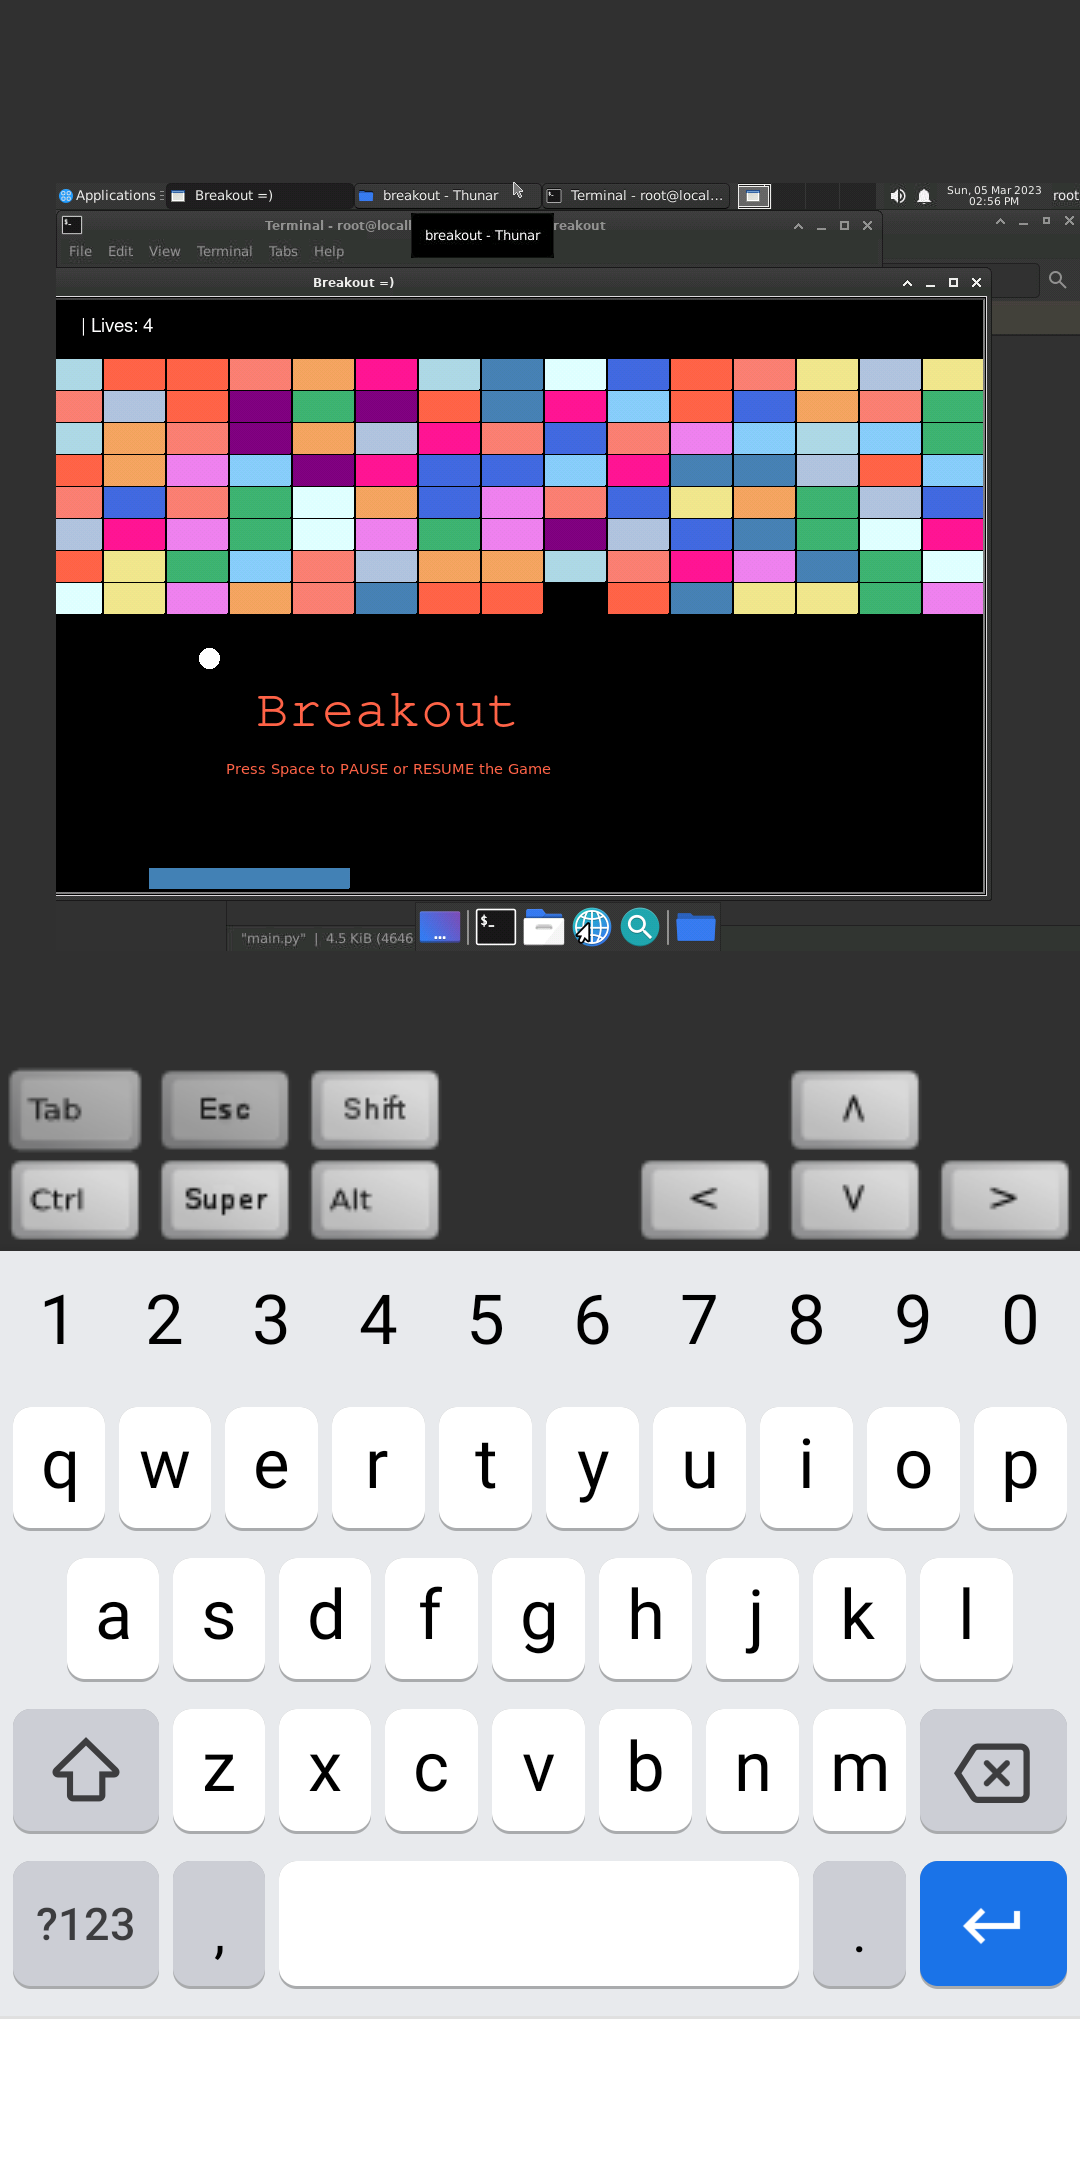 Applications Breakout =) breakout - Thunar Terminal - root@local... Sun, 05 Mar 2023 root
02:56 PM
Terminal - root@local breakout - Thunar reakout
File Edit View Terminal Tabs Help
Breakout =)
| Lives: 4
Breakout
Press Space to PAUSE or RESUME the Game
"main.py" | 4.5 KiB (4646
$_
Tab Esc Shift Λ
Ctrl Super Alt < V >
1 2 3 4 5 6 7 8 9 0
q w e r t y u i o p
a s d f g h j k l
z x c v b n m
?123 , .